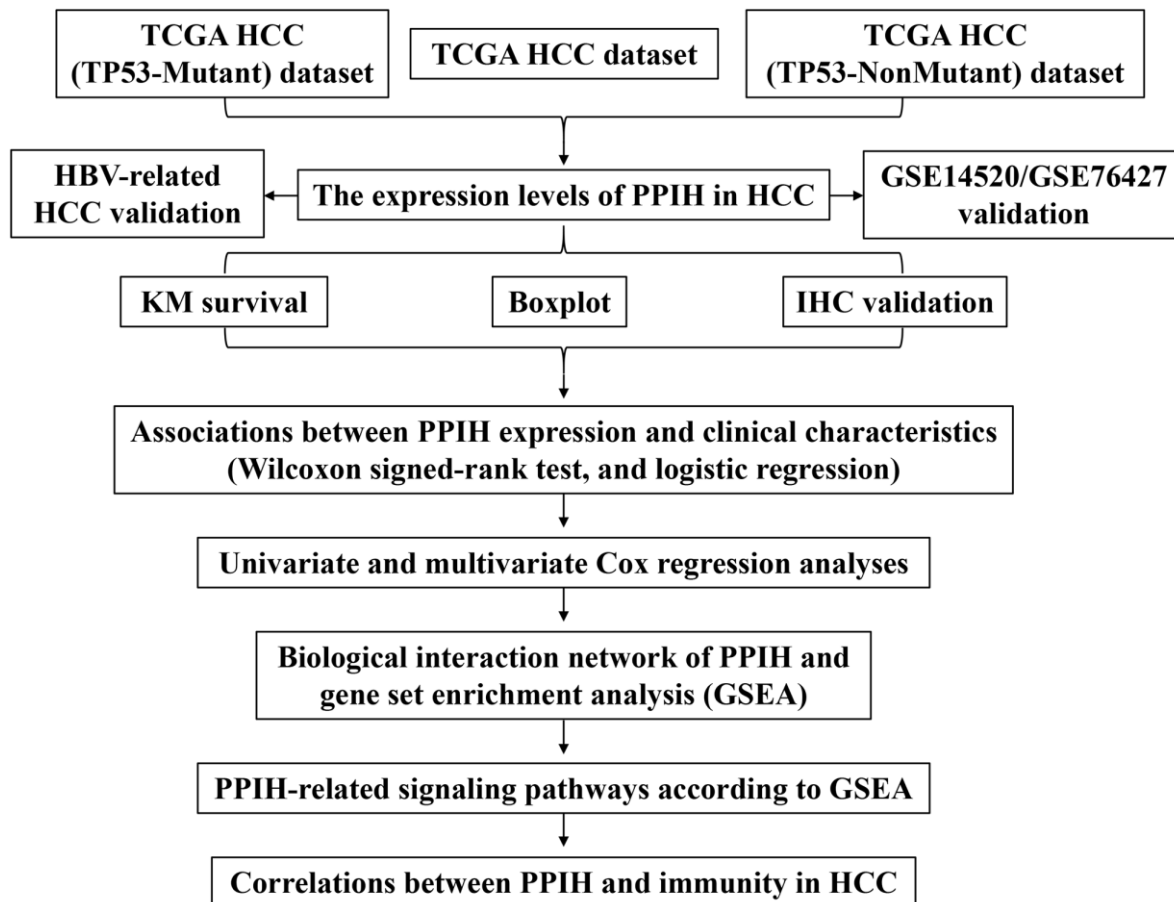 TCGA HCC
(TP53-Mutant) dataset
TCGA HCC dataset
TCGA HCC
(TP53-NonMutant) dataset
HBV-related
HCC validation
The expression levels of PPIH in HCC
GSE14520/GSE76427
validation
KM survival
Boxplot
IHC validation
Associations between PPIH expression and clinical characteristics
(Wilcoxon signed-rank test, and logistic regression)
Univariate and multivariate Cox regression analyses
Biological interaction network of PPIH and
gene set enrichment analysis (GSEA)
PPIH-related signaling pathways according to GSEA
Correlations between PPIH and immunity in HCC